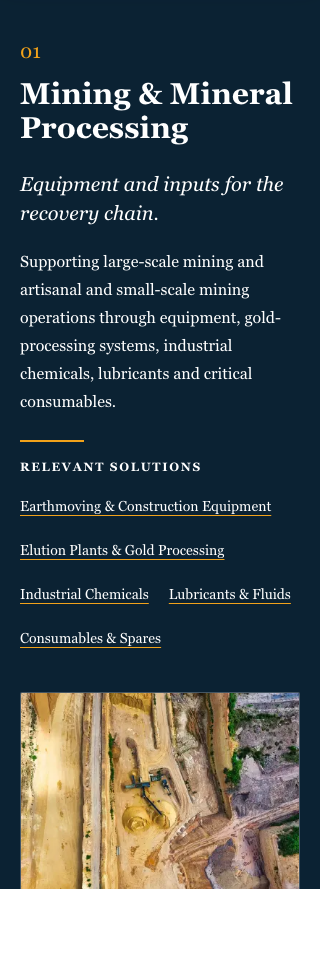 01
Mining & Mineral
Processing
Equipment and inputs for the
recovery chain.
Supporting large-scale mining and
artisanal and small-scale mining
operations through equipment, gold-
processing systems, industrial
chemicals, lubricants and critical
consumables.
RELEVANT SOLUTIONS
Earthmoving & Construction Equipment
Elution Plants & Gold Processing
Industrial Chemicals Lubricants & Fluids
Consumables & Spares